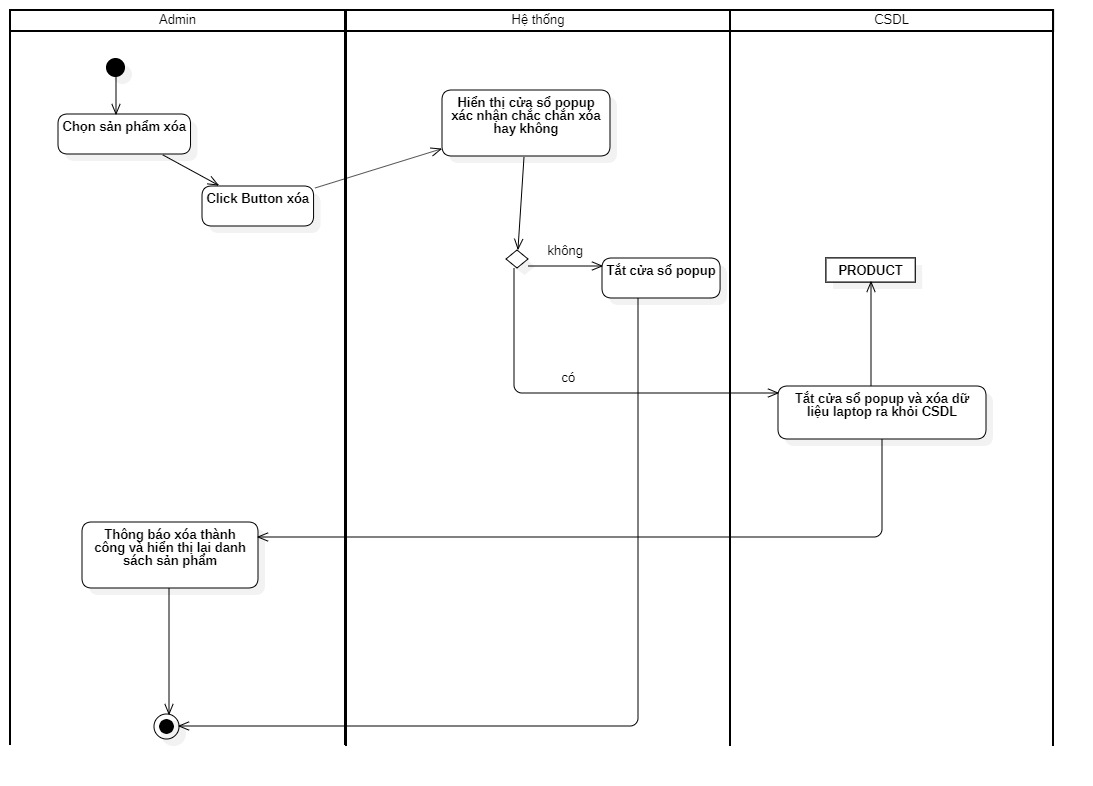 Admin
Hệ thống
CSDL
Chọn sản phẩm xóa
Click Button xóa
Hiển thị cửa sổ popup
xác nhận chắc chắn xóa
hay không
không
Tắt cửa sổ popup
PRODUCT
có
Tắt cửa sổ popup và xóa dữ
liệu laptop ra khỏi CSDL
Thông báo xóa thành
công và hiển thị lại danh
sách sản phẩm